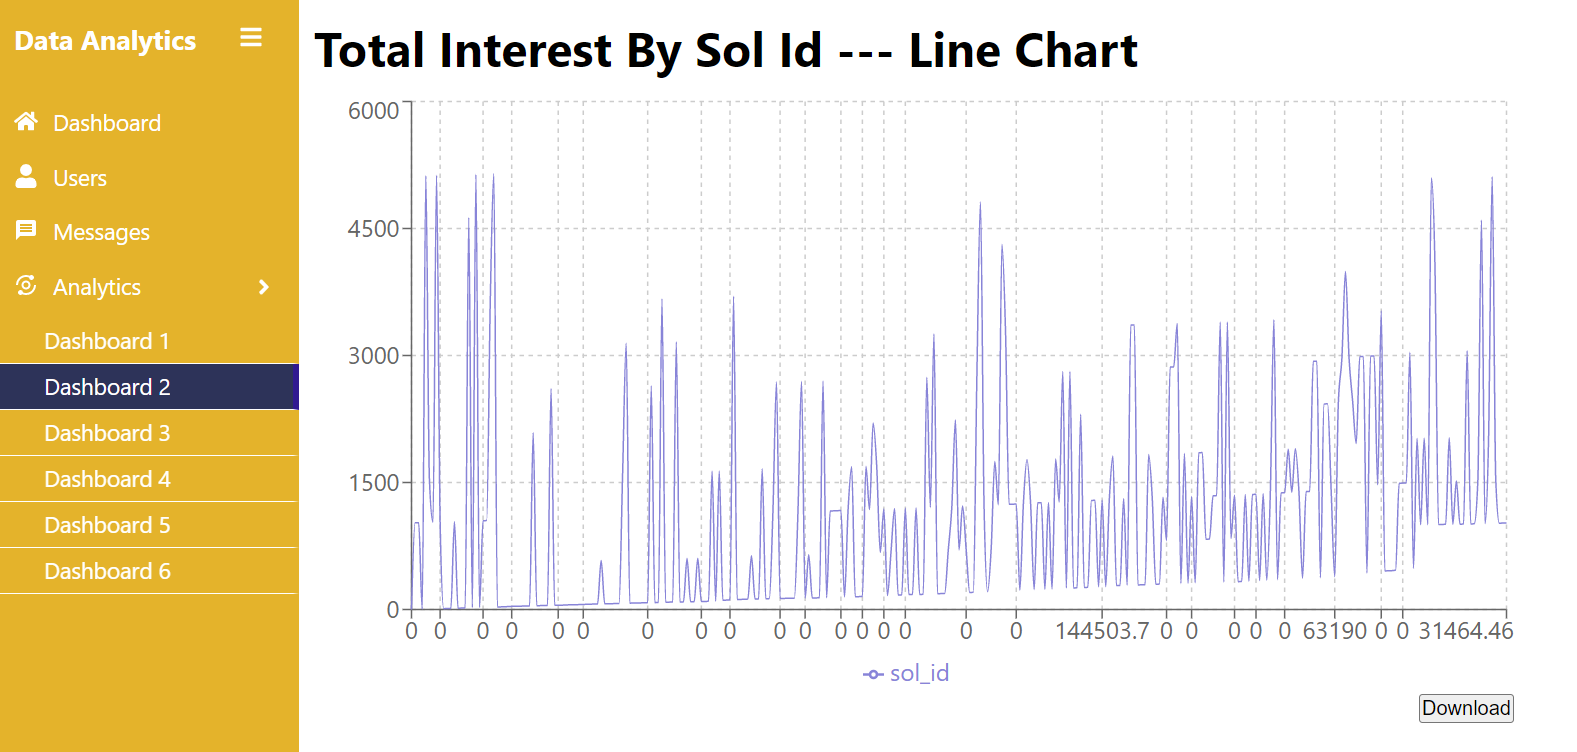 Data Analytics
Dashboard
Users
Messages
Analytics
Dashboard 1
Dashboard 2
Dashboard 3
Dashboard 4
Dashboard 5
Dashboard 6
Total Interest By Sol Id --- Line Chart
6000
4500
3000
1500
0
0 0 0 0 0 0 0 0 0 0 0 0 0 0 0 0 0 144503.7 0 0 0 0 0 63190 0 0 31464.46
sol_id
Download